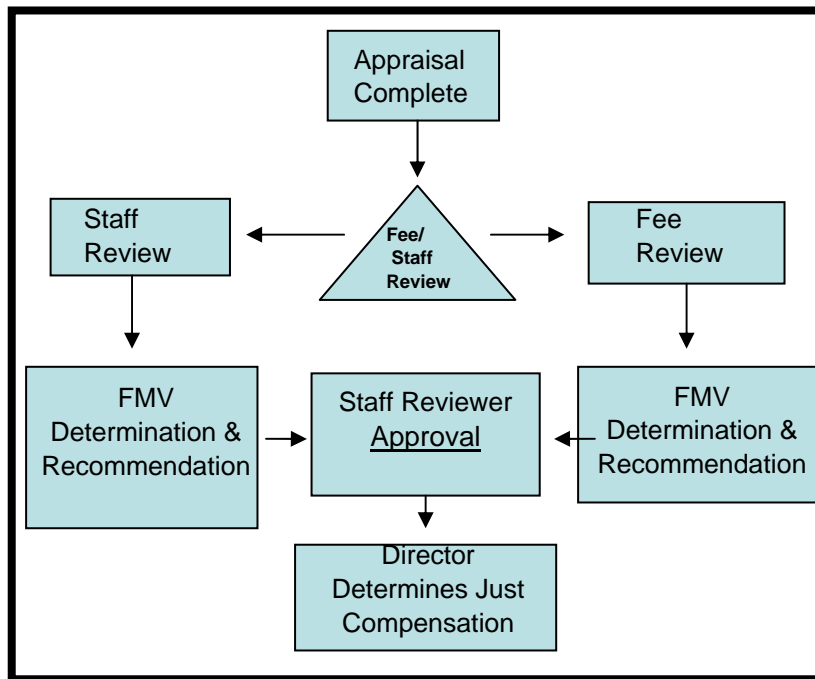 Appraisal
Complete
Staff
Review
Fee/
Staff
Review
Fee
Review
FMV
Determination &
Recommendation
Staff Reviewer
Approval
FMV
Determination &
Recommendation
Director
Determines Just
Compensation